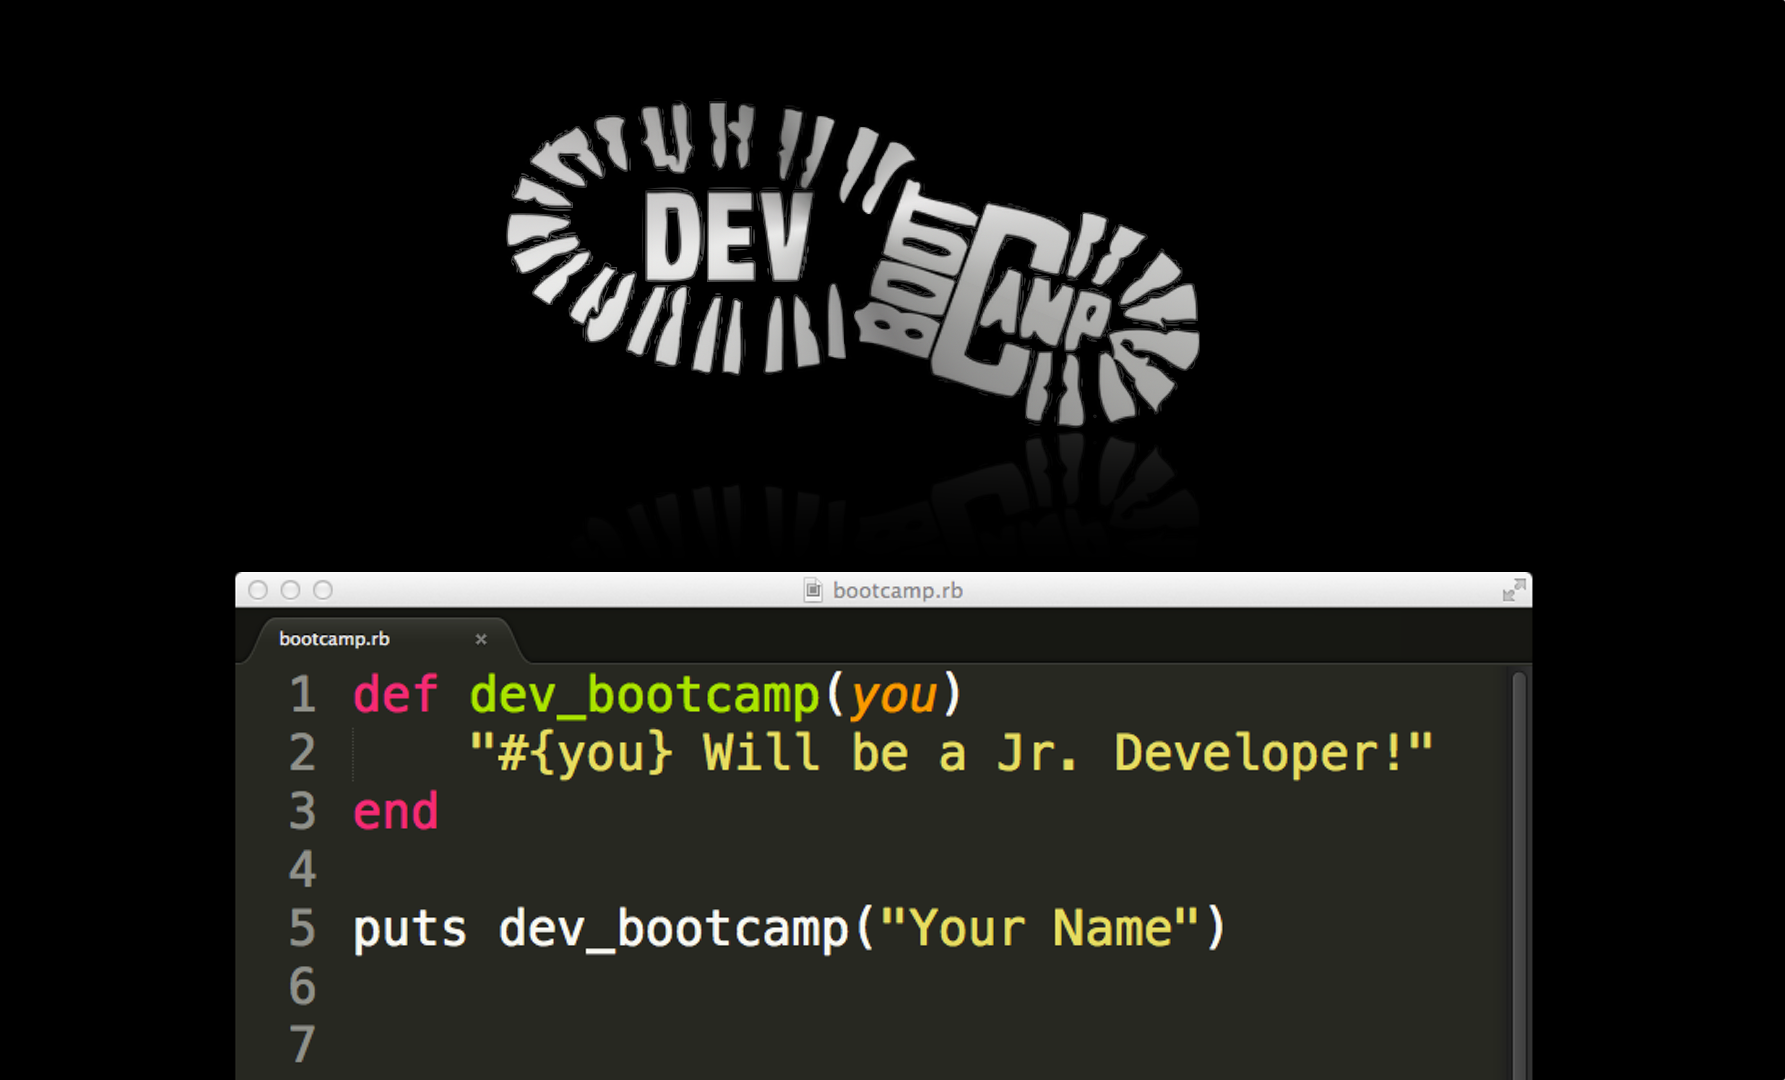 DEV
BOOT
CAMP
bootcamp.rb
bootcamp.rb ×
1 def dev_bootcamp(you)
2     "#{you} Will be a Jr. Developer!"
3 end
4
5 puts dev_bootcamp("Your Name")
6
7